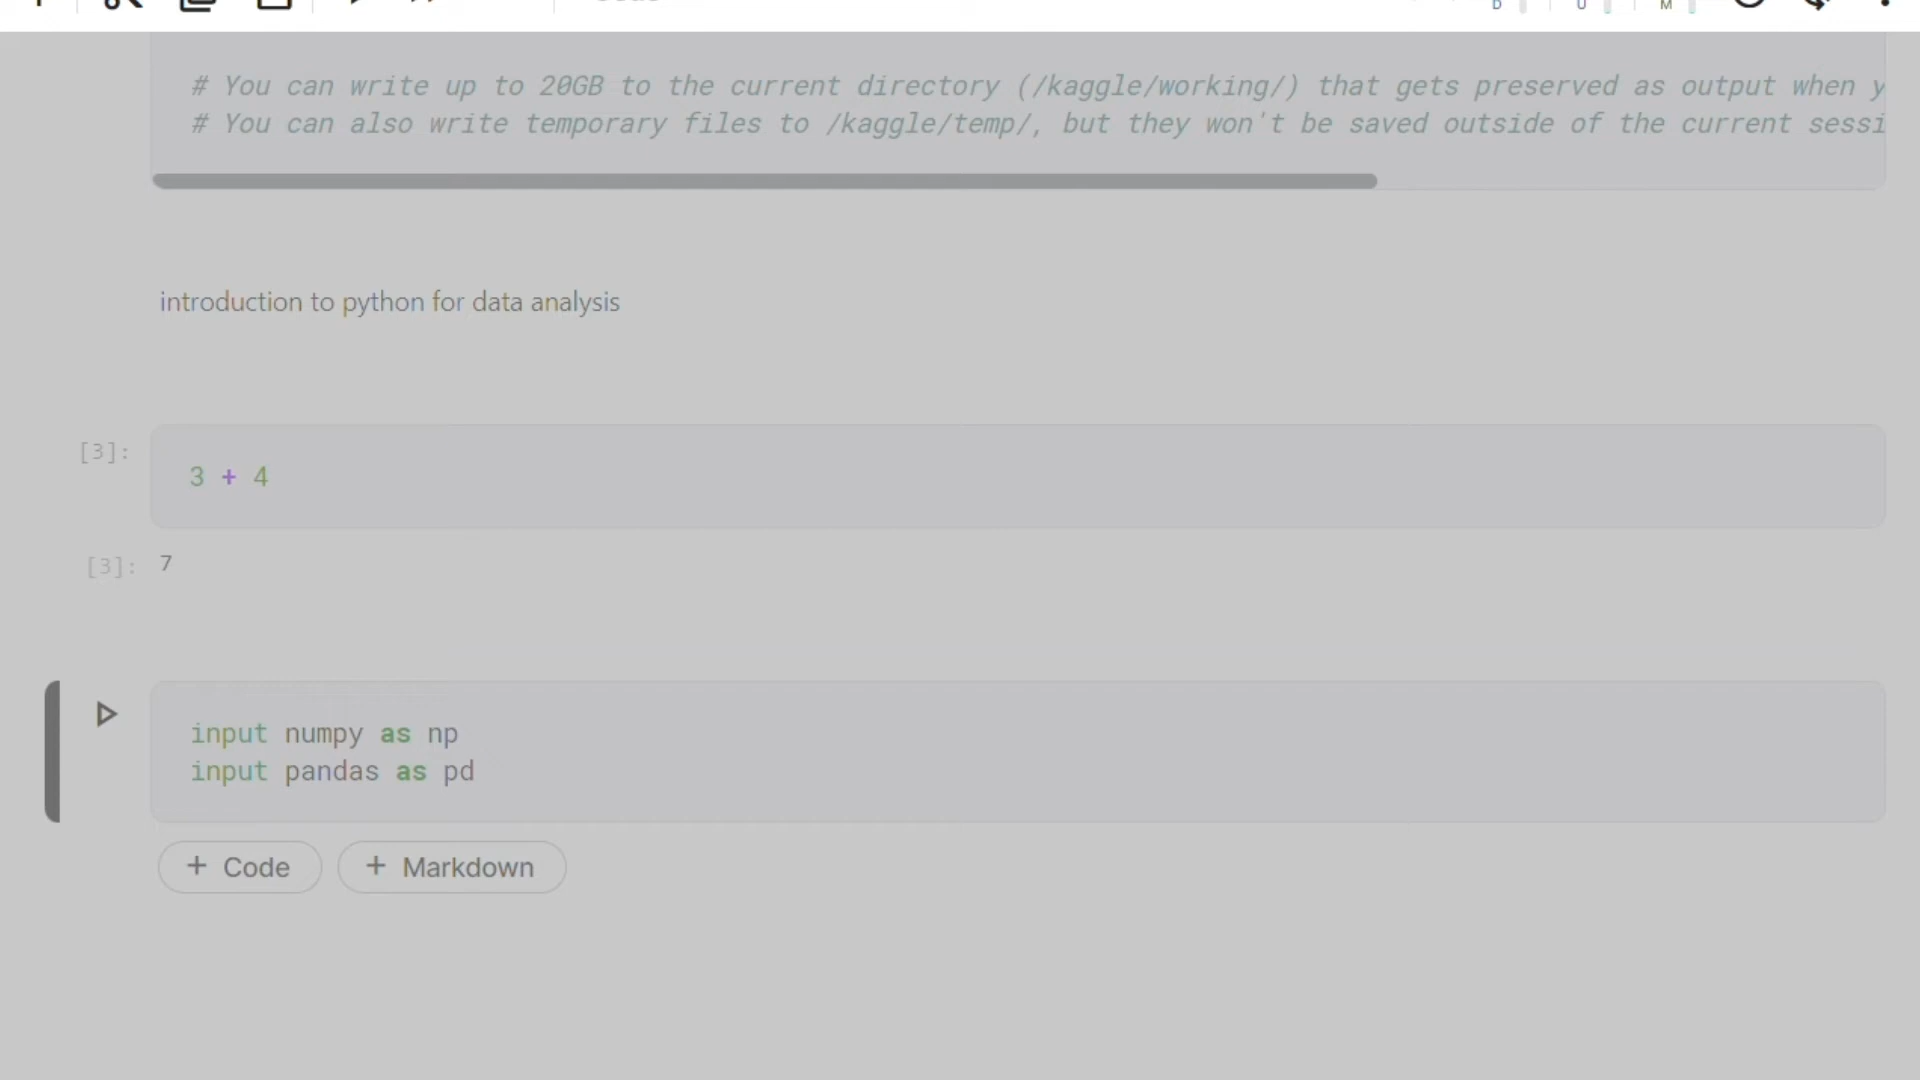 D U M
# You can write up to 20GB to the current directory (/kaggle/working/) that gets preserved as output when y
# You can also write temporary files to /kaggle/temp/, but they won't be saved outside of the current sessi
introduction to python for data analysis
[3]:
3 + 4
[3]: 7
input numpy as np
input pandas as pd
+ Code + Markdown